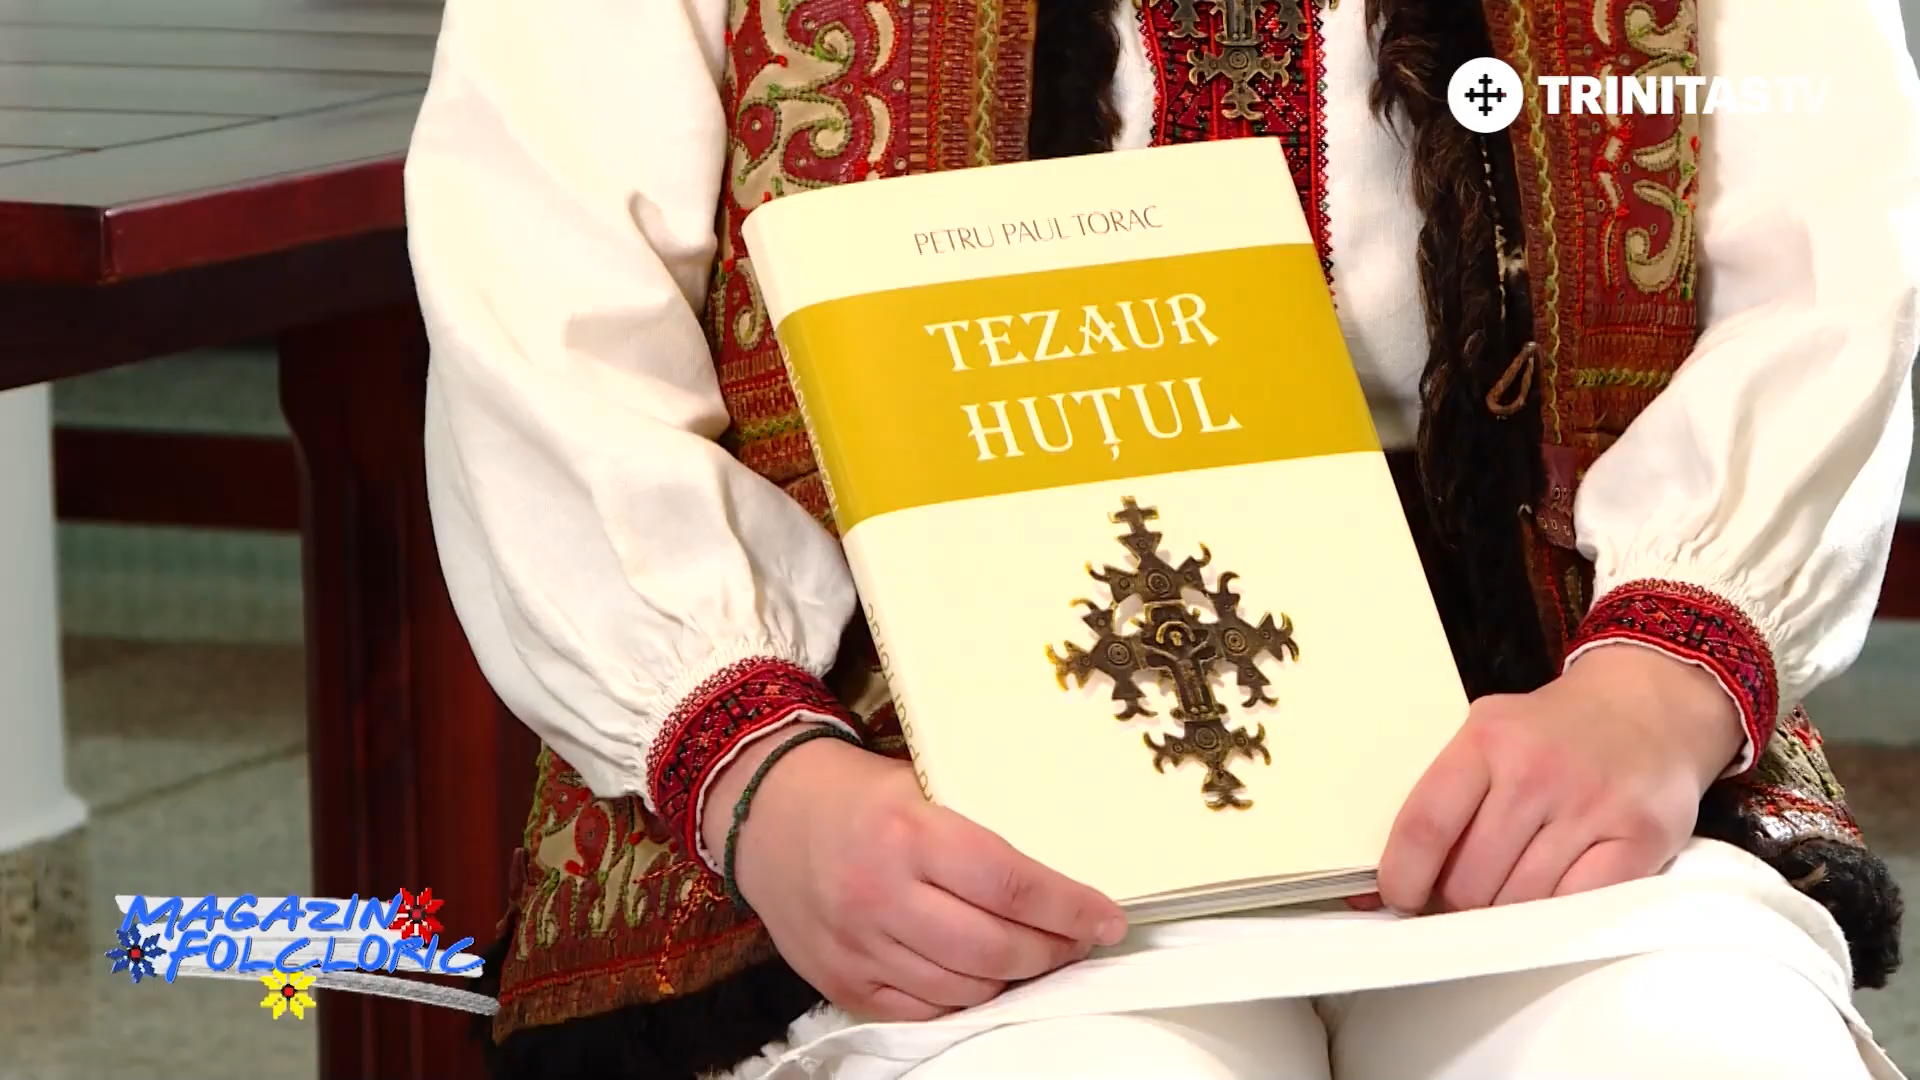 TRINITAS TV
PETRU PAUL TORAC
TEZAUR
HUȚUL
MAGAZIN
FOLCLORIC